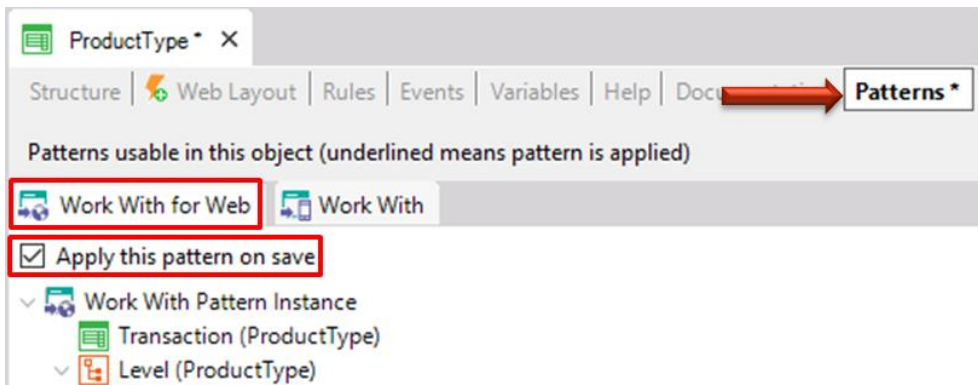 ProductType * X
Structure Web Layout Rules Events Variables Help Patterns *
Patterns usable in this object (underlined means pattern is applied)
Work With for Web Work With
Apply this pattern on save
Work With Pattern Instance
Transaction (ProductType)
Level (ProductType)